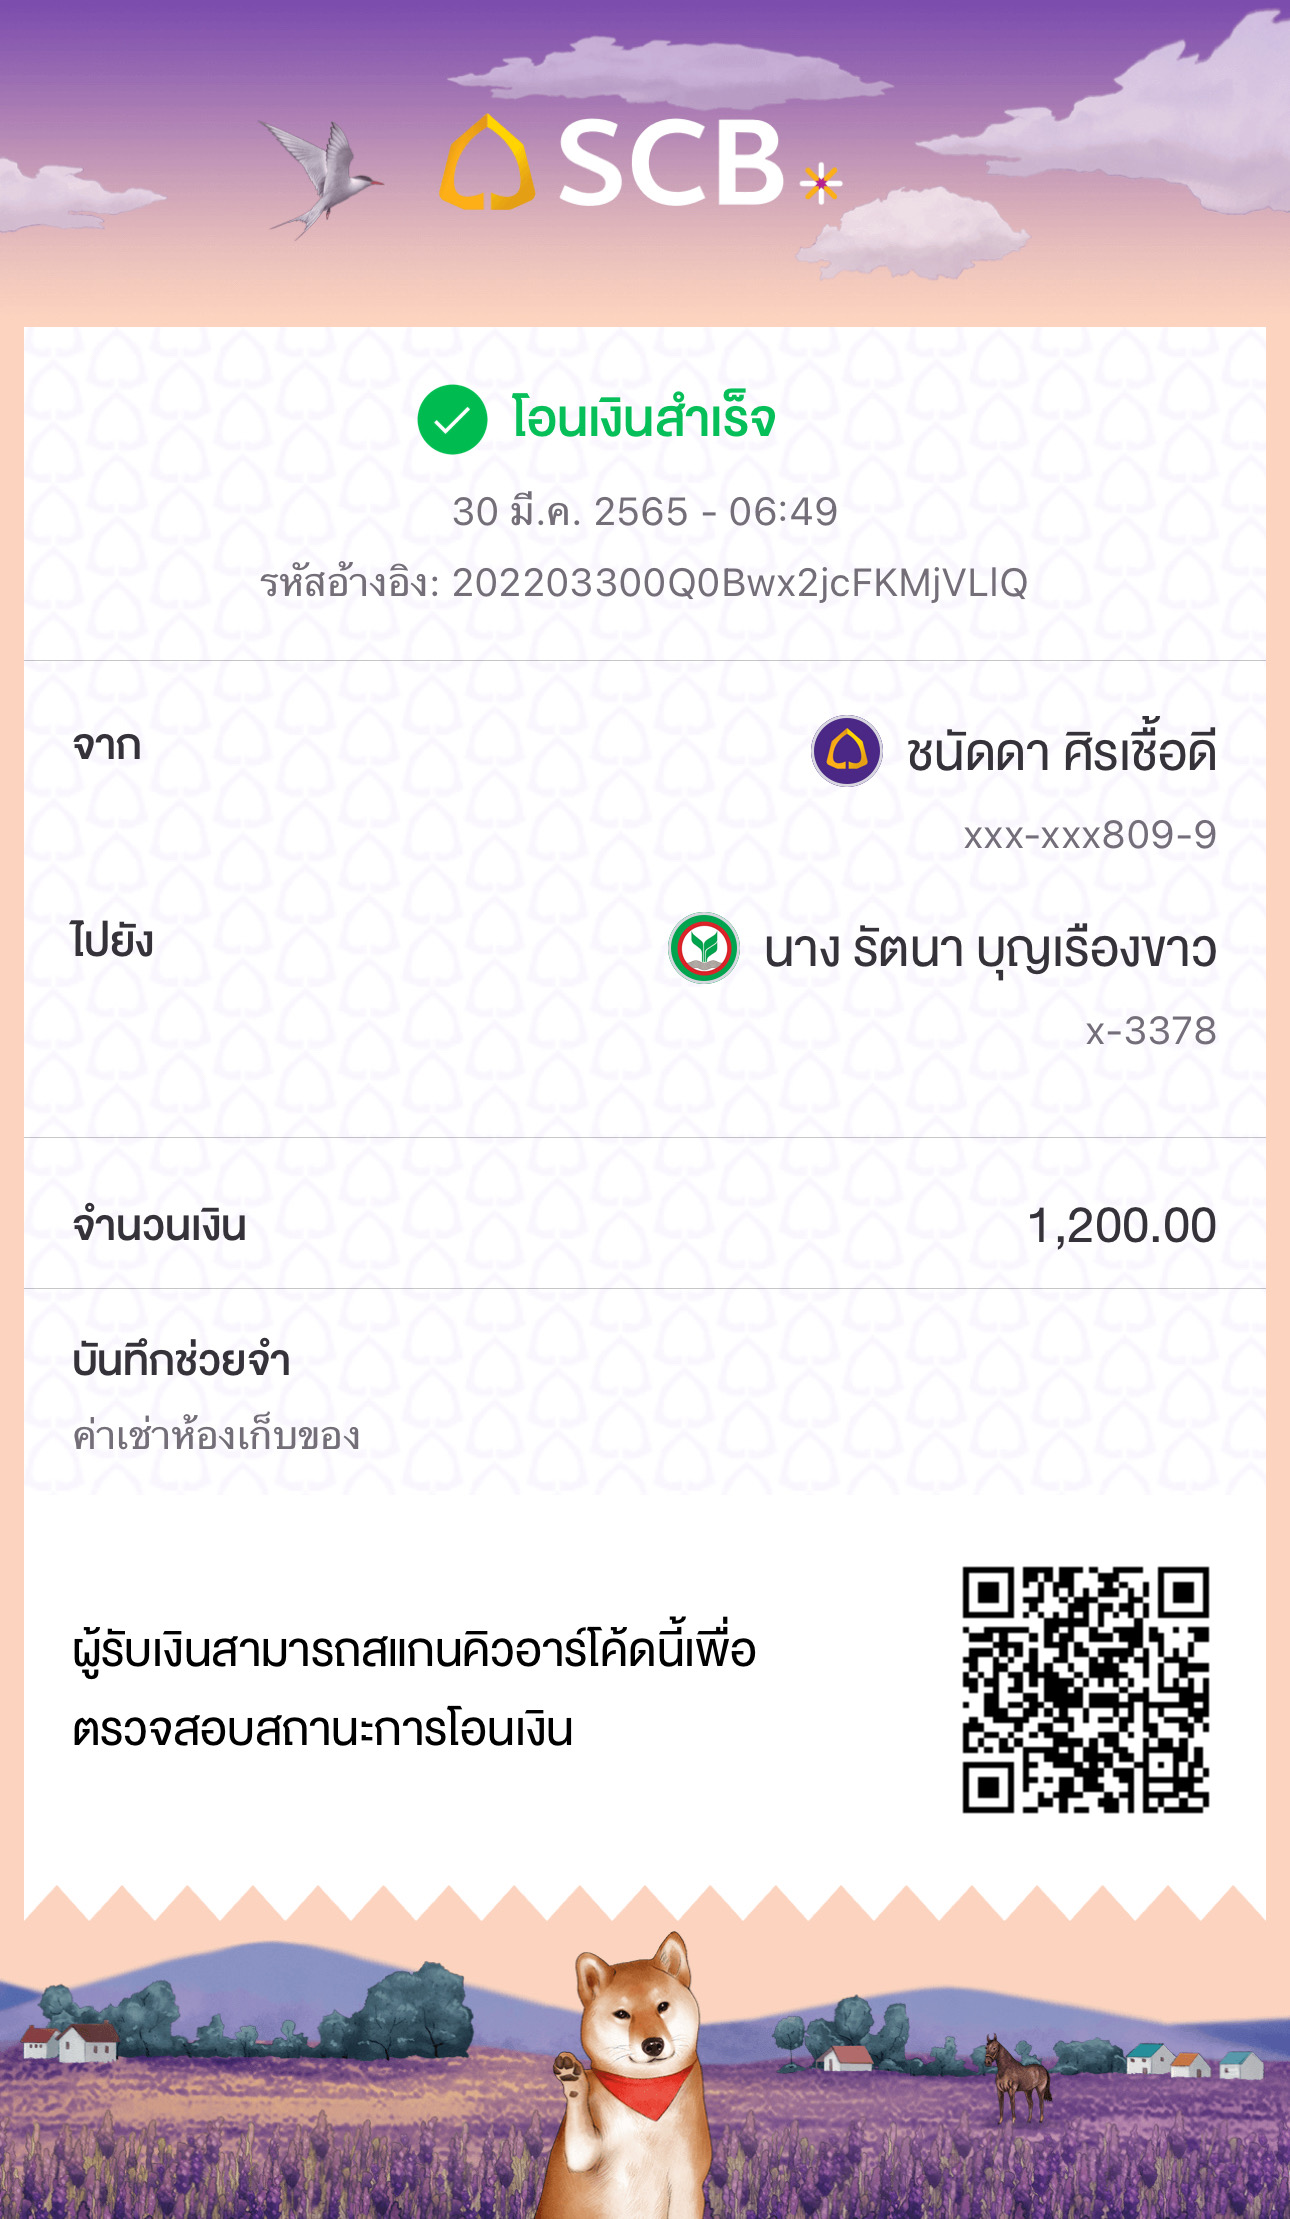 SCB
โอนเงินสำเร็จ
30 มี.ค. 2565 - 06:49
รหัสอ้างอิง: 202203300Q0Bwx2jcFKMjVLlQ
จาก
ชนัดดา ศิรเชื้อดี
xxx-xxx809-9
ไปยัง
นาง รัตนา บุญเรืองขาว
x-3378
จำนวนเงิน
1,200.00
บันทึกช่วยจำ
ค่าเช่าห้องเก็บของ
ผู้รับเงินสามารถสแกนคิวอาร์โค้ดนี้เพื่อ
ตรวจสอบสถานะการโอนเงิน